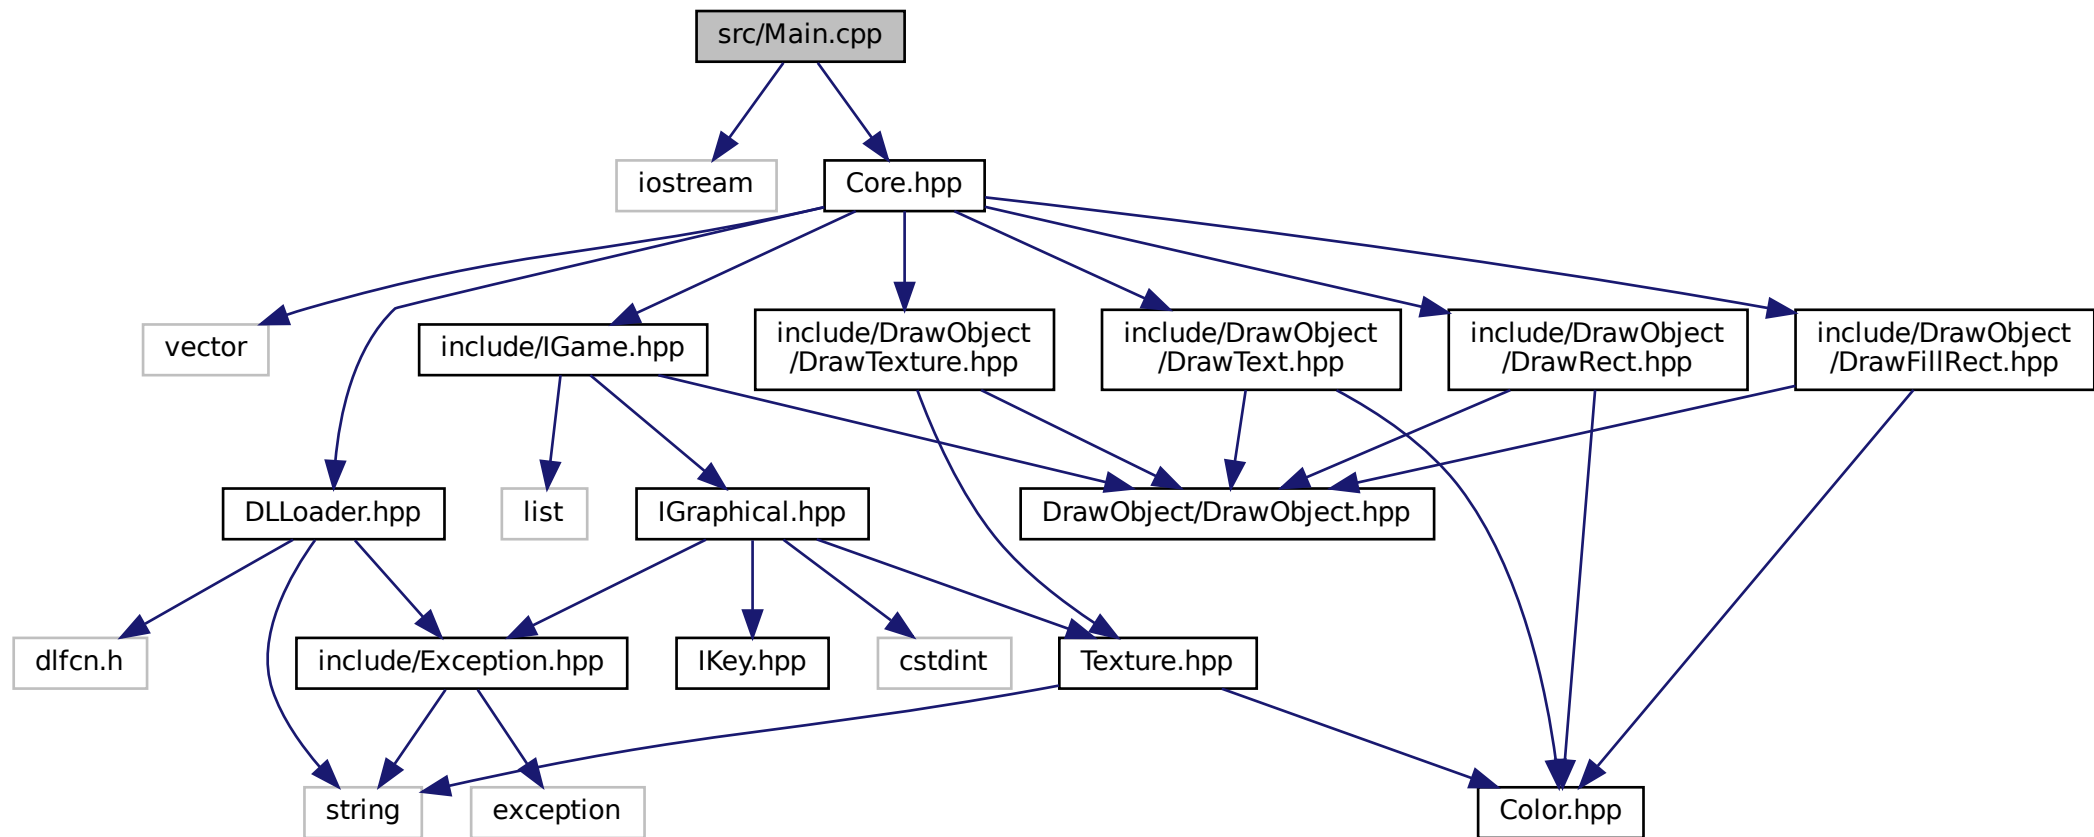 src/Main.cpp
iostream
Core.hpp
vector
include/IGame.hpp
include/DrawObject
/DrawTexture.hpp
include/DrawObject
/DrawText.hpp
include/DrawObject
/DrawRect.hpp
include/DrawObject
/DrawFillRect.hpp
DLLoader.hpp
list
IGraphical.hpp
DrawObject/DrawObject.hpp
dlfcn.h
include/Exception.hpp
IKey.hpp
cstdint
Texture.hpp
string
exception
Color.hpp